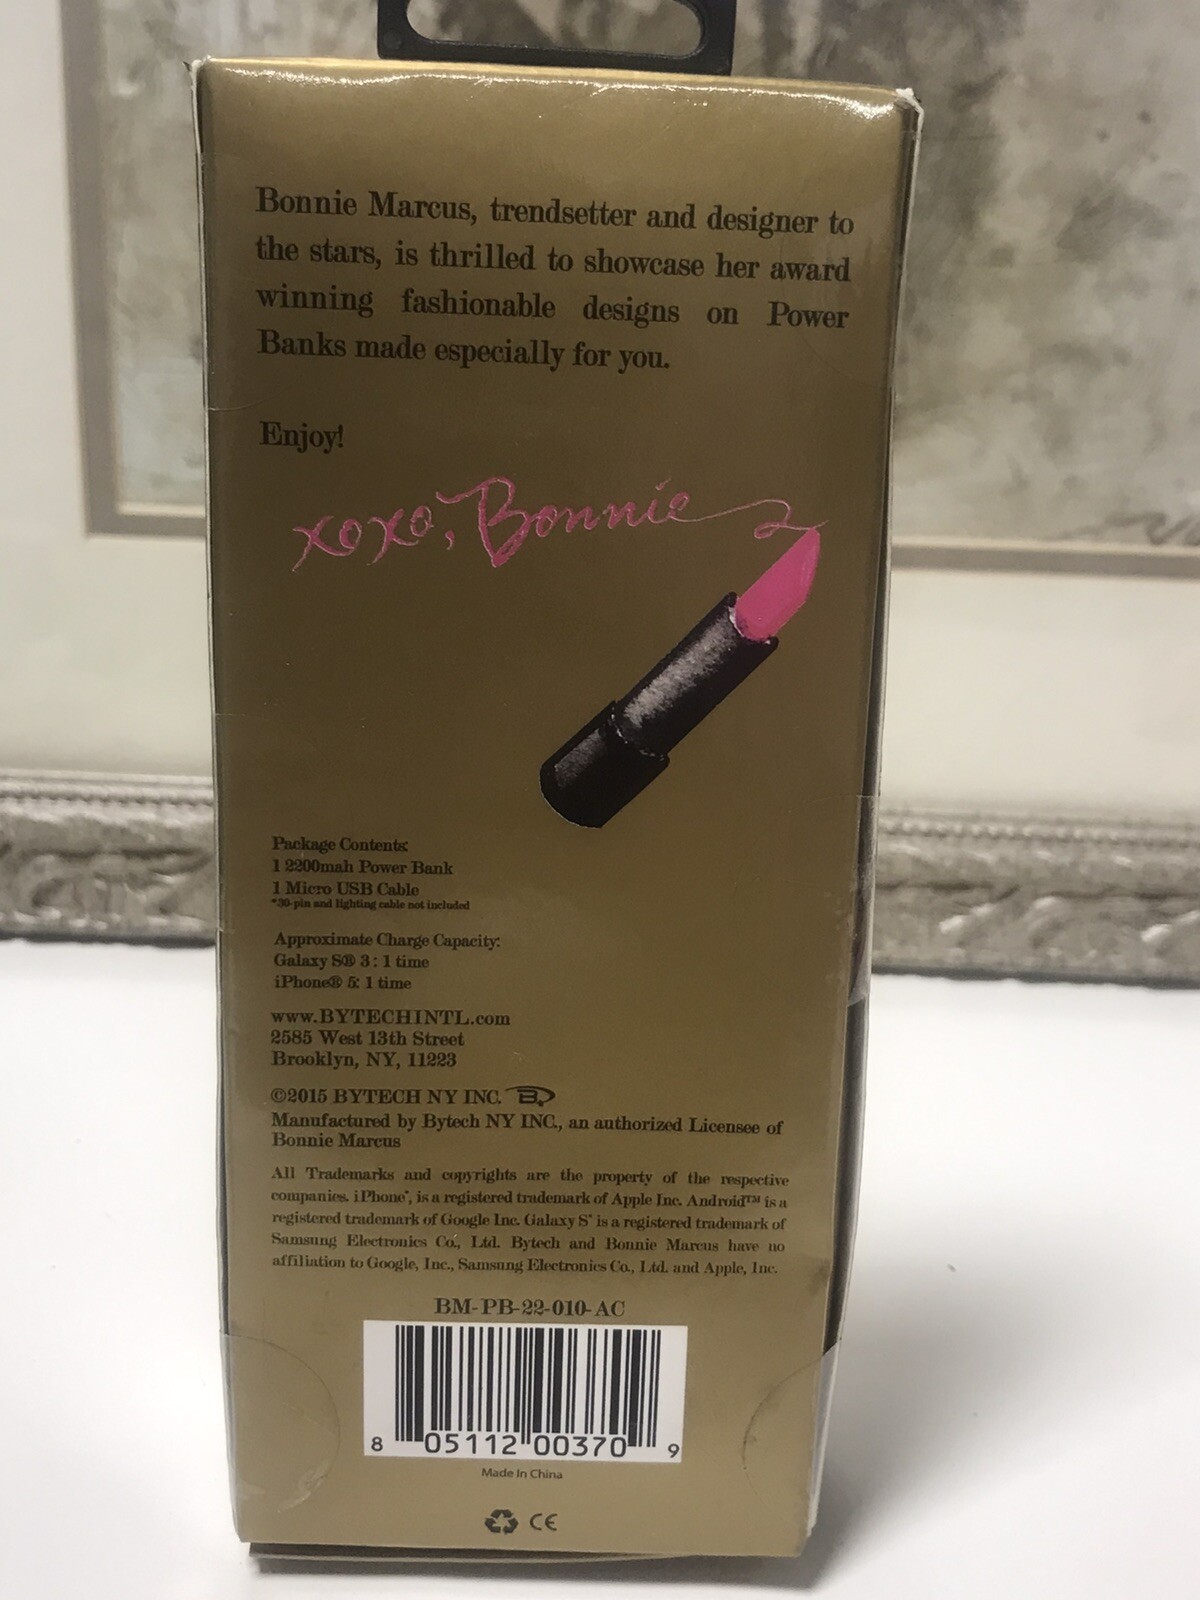 Bonnie Marcus, trendsetter and designer to
the stars, is thrilled to showcase her award
winning fashionable designs on Power
Banks made especially for you.
Enjoy!
xoxo, Bonnie
Package Contents:
1 2200mah Power Bank
1 Micro USB Cable
*30-pin and lighting cable not included
Approximate Charge Capacity:
Galaxy S® 3 : 1 time
iPhone® 5: 1 time
www.BYTECHINTL.com
2585 West 13th Street
Brooklyn, NY, 11223
©2015 BYTECH NY INC. B
Manufactured by Bytech NY INC., an authorized Licensee of
Bonnie Marcus
All Trademarks and copyrights are the property of the respective
companies. iPhone®, is a registered trademark of Apple Inc. Android™ is a
registered trademark of Google Inc. Galaxy S® is a registered trademark of
Samsung Electronics Co., Ltd. Bytech and Bonnie Marcus have no
affiliation to Google, Inc., Samsung Electronics Co., Ltd. and Apple, Inc.
BM-PB-22-010-AC
8 05112 00370 9
Made In China
CE